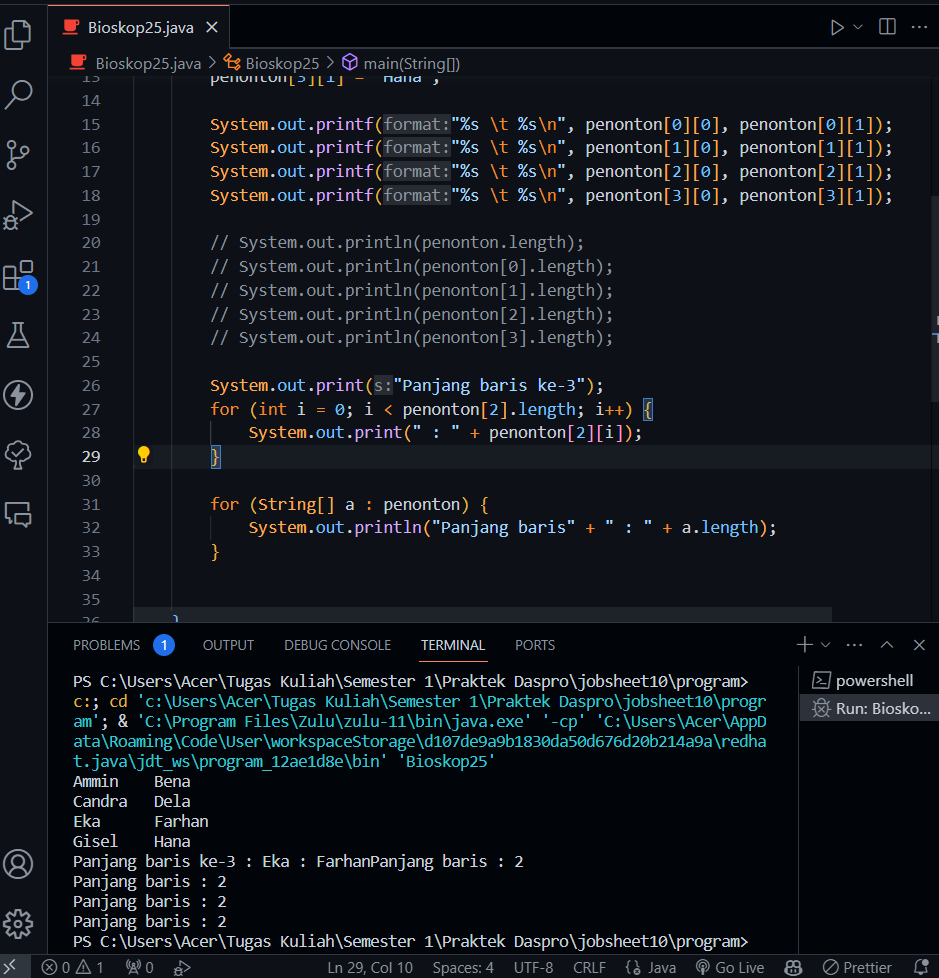 Bioskop25.java
Bioskop25.java > Bioskop25 > main(String[])
13 penonton[3][1] = "Hana";
14
15 System.out.printf(format:"%s \t %s\n", penonton[0][0], penonton[0][1]);
16 System.out.printf(format:"%s \t %s\n", penonton[1][0], penonton[1][1]);
17 System.out.printf(format:"%s \t %s\n", penonton[2][0], penonton[2][1]);
18 System.out.printf(format:"%s \t %s\n", penonton[3][0], penonton[3][1]);
19
20 // System.out.println(penonton.length);
21 // System.out.println(penonton[0].length);
22 // System.out.println(penonton[1].length);
23 // System.out.println(penonton[2].length);
24 // System.out.println(penonton[3].length);
25
26 System.out.print(s:"Panjang baris ke-3");
27 for (int i = 0; i < penonton[2].length; i++) {
28 System.out.print(" : " + penonton[2][i]);
29 }
30
31 for (String[] a : penonton) {
32 System.out.println("Panjang baris" + " : " + a.length);
33 }
34
35
36 }
1
PROBLEMS 1 OUTPUT DEBUG CONSOLE TERMINAL PORTS
PS C:\Users\Acer\Tugas Kuliah\Semester 1\Praktek Daspro\jobsheet10\program>
c:; cd 'c:\Users\Acer\Tugas Kuliah\Semester 1\Praktek Daspro\jobsheet10\progr
am'; & 'C:\Program Files\Zulu\zulu-11\bin\java.exe' '-cp' 'C:\Users\Acer\AppD
ata\Roaming\Code\User\workspaceStorage\d107de9a9b1830da50d676d20b214a9a\redha
t.java\jdt_ws\program_12ae1d8e\bin' 'Bioskop25'
Ammin Bena
Candra Dela
Eka Farhan
Gisel Hana
Panjang baris ke-3 : Eka : FarhanPanjang baris : 2
Panjang baris : 2
Panjang baris : 2
Panjang baris : 2
PS C:\Users\Acer\Tugas Kuliah\Semester 1\Praktek Daspro\jobsheet10\program>
powershell
Run: Biosko...
0 1 0 Ln 29, Col 10 Spaces: 4 UTF-8 CRLF {} Java Go Live Prettier